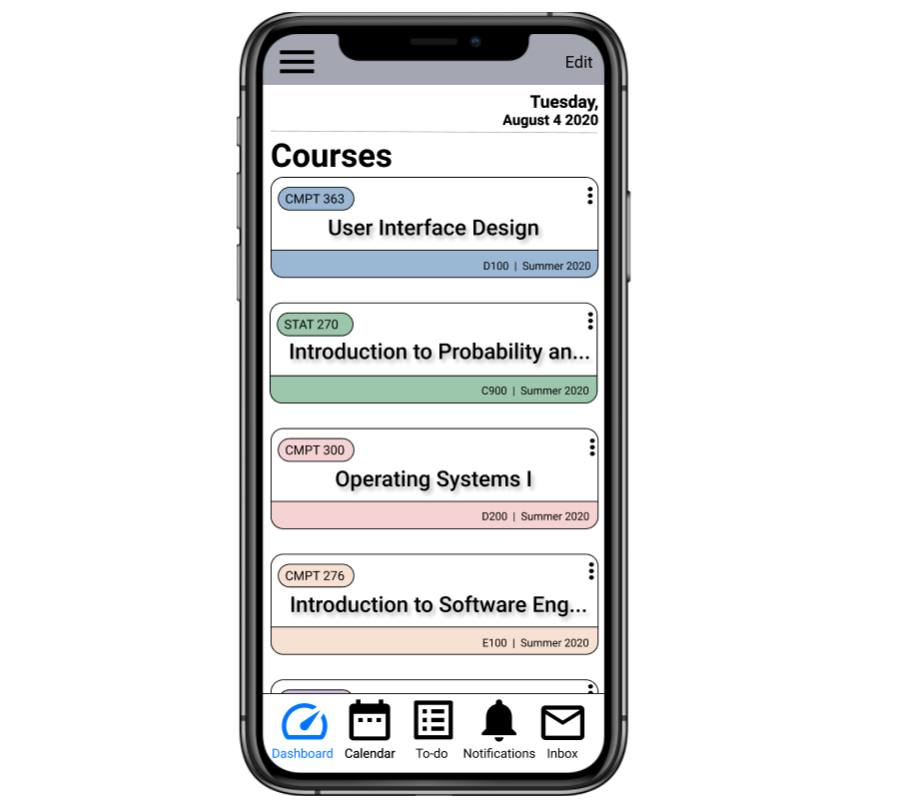 Edit
Tuesday,
August 4 2020
Courses
CMPT 363
User Interface Design
D100 | Summer 2020
STAT 270
Introduction to Probability an...
C900 | Summer 2020
CMPT 300
Operating Systems I
D200 | Summer 2020
CMPT 276
Introduction to Software Eng...
E100 | Summer 2020
Dashboard Calendar To-do Notifications Inbox